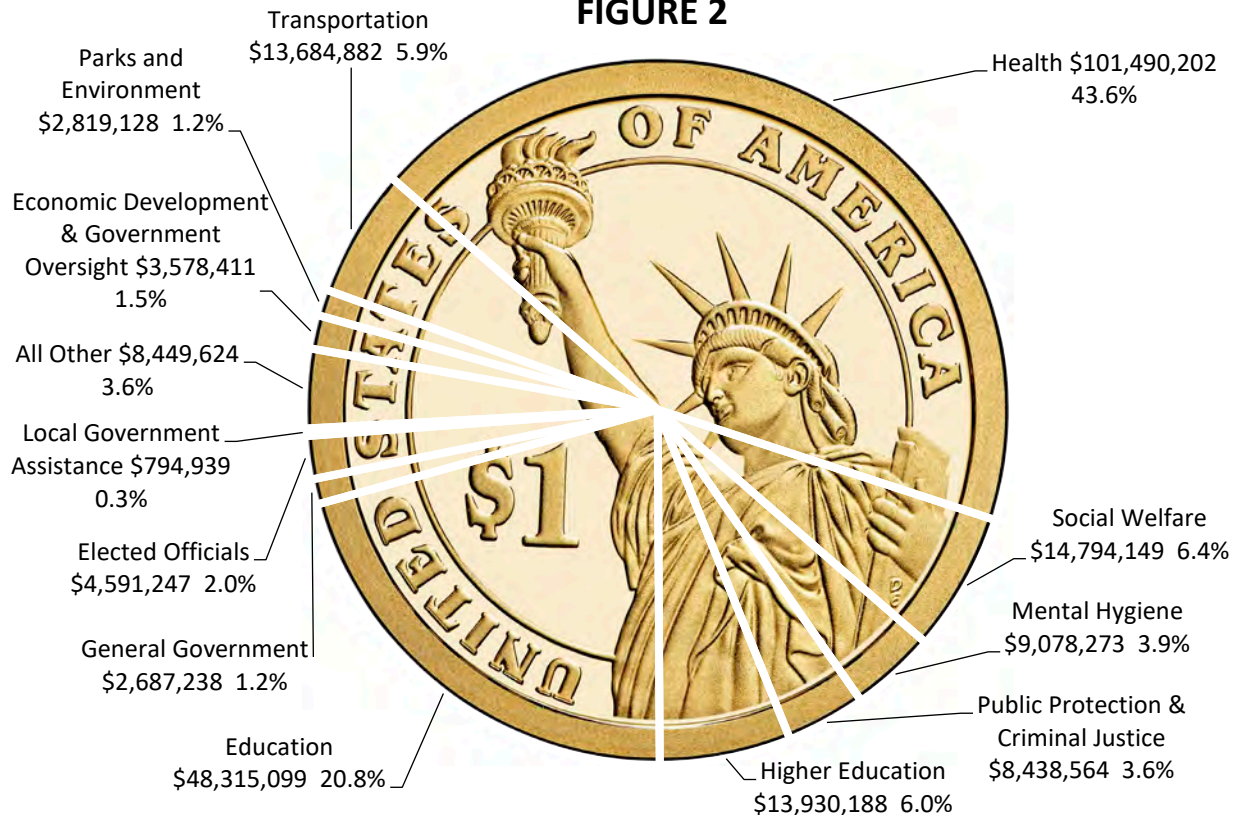 FIGURE 2
Transportation
$13,684,882 5.9%
Parks and
Environment
$2,819,128 1.2%
Economic Development
& Government
Oversight $3,578,411
1.5%
All Other $8,449,624
3.6%
Local Government
Assistance $794,939
0.3%
Elected Officials
$4,591,247 2.0%
General Government
$2,687,238 1.2%
Education
$48,315,099 20.8%
Health $101,490,202
43.6%
Social Welfare
$14,794,149 6.4%
Mental Hygiene
$9,078,273 3.9%
Public Protection &
Criminal Justice
$8,438,564 3.6%
Higher Education
$13,930,188 6.0%
UNITED STATES OF AMERICA
$1